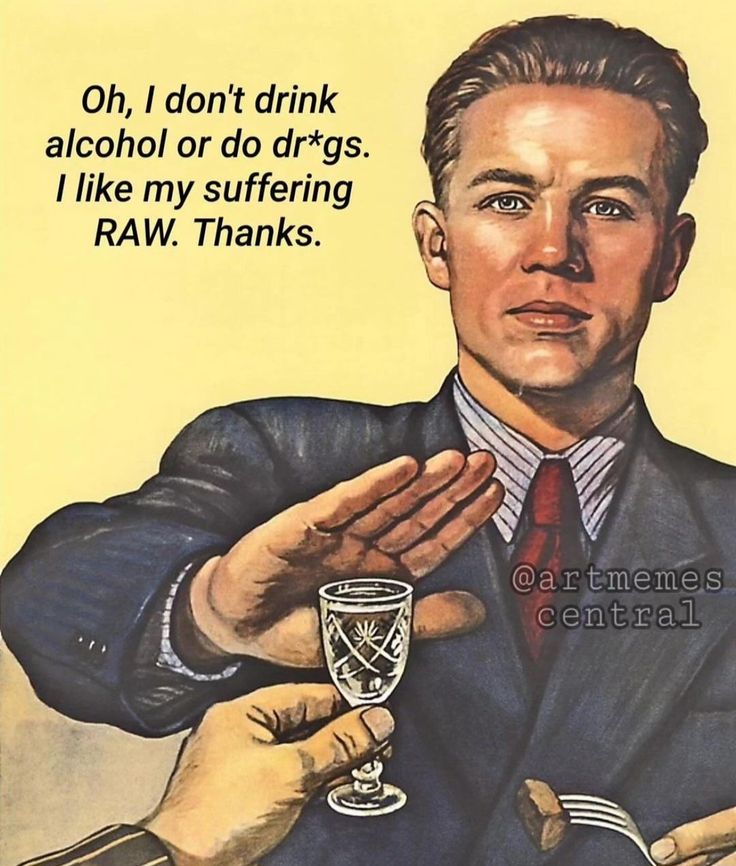 Oh, I don't drink
alcohol or do dr*gs.
I like my suffering
RAW. Thanks.
@artmemes
central